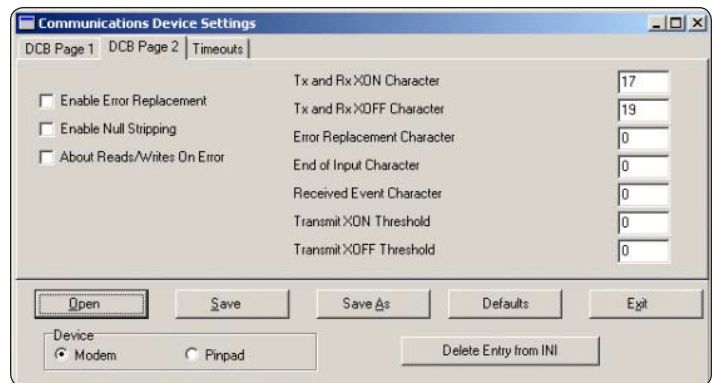 Communications Device Settings
DCB Page 1 DCB Page 2 Timeouts
Enable Error Replacement
Enable Null Stripping
About Reads/Writes On Error
Tx and Rx XON Character 17
Tx and Rx XOFF Character 19
Error Replacement Character 0
End of Input Character 0
Received Event Character 0
Transmit XON Threshold 0
Transmit XOFF Threshold 0
Open Save Save As Defaults Exit
Device
Modem Pinpad
Delete Entry from INI